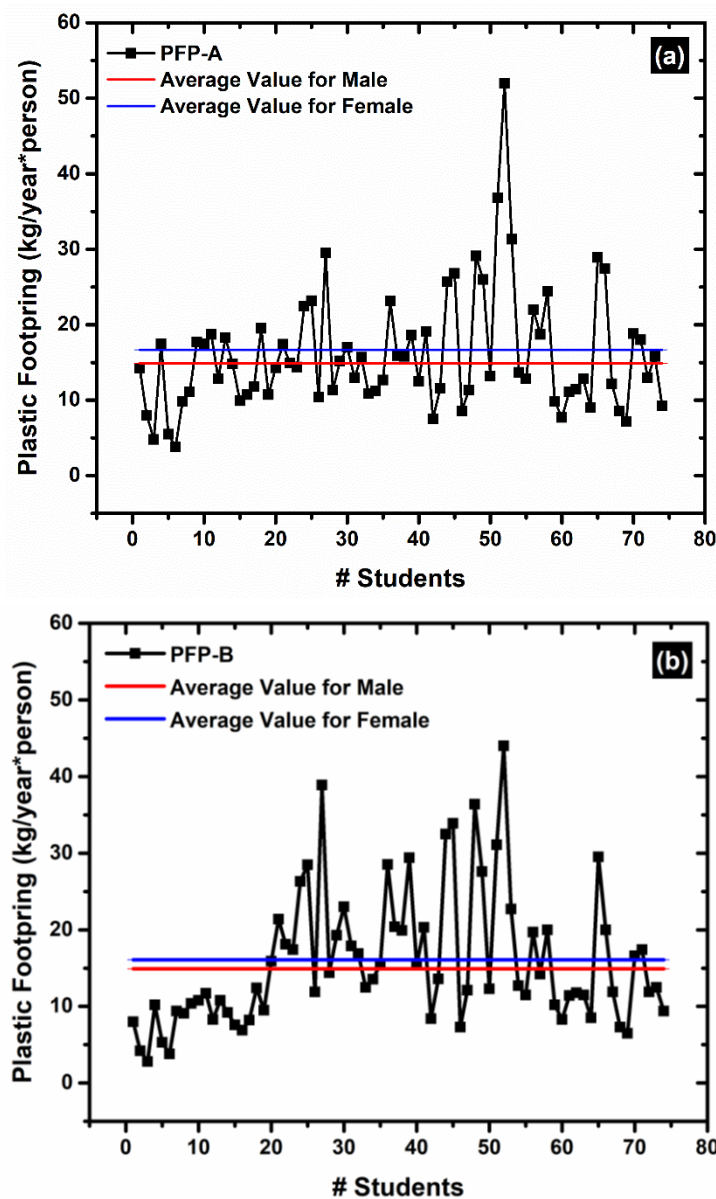 60
50
40
30
20
10
0
Plastic Footpring (kg/year*person)
PFP-A
Average Value for Male
Average Value for Female
(a)
0 10 20 30 40 50 60 70 80
# Students
60
50
40
30
20
10
0
Plastic Footpring (kg/year*person)
PFP-B
Average Value for Male
Average Value for Female
(b)
0 10 20 30 40 50 60 70 80
# Students